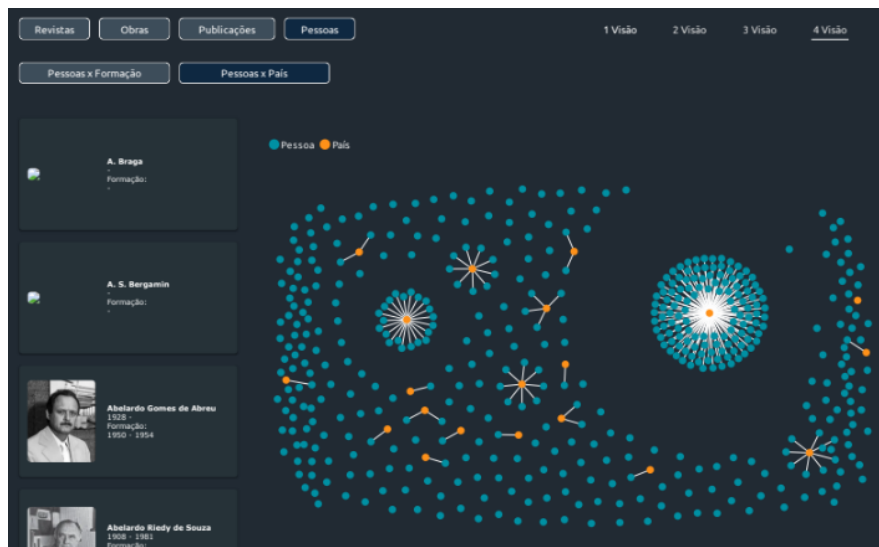 Revistas
Obras
Publicações
Pessoas
1 Visão
2 Visão
3 Visão
4 Visão
Pessoas x Formação
Pessoas x País
Pessoa
País
A. Braga
-
Formação:
-
A. S. Bergamin
-
Formação:
-
Abelardo Gomes de Abreu
1928 -
Formação:
1950 - 1954
Abelardo Riedy de Souza
1908 - 1981
Formação: